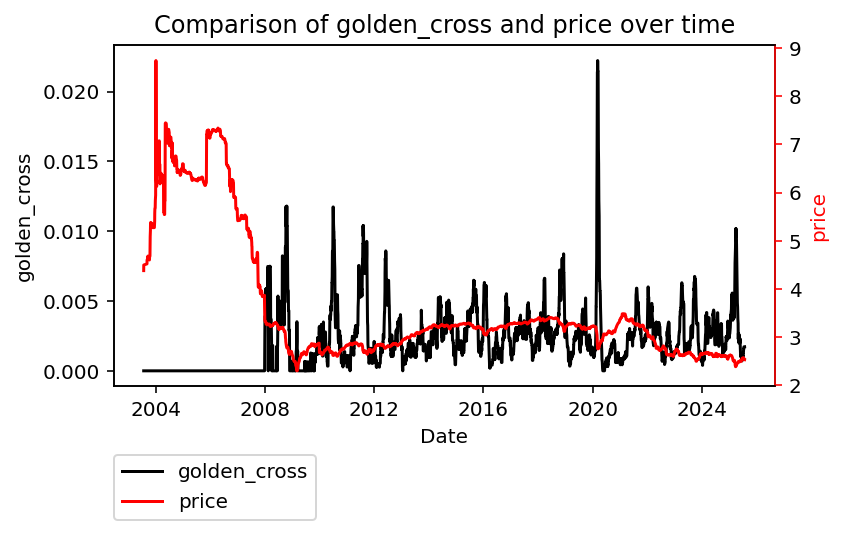 Comparison of golden_cross and price over time
golden_cross
0.020
0.015
0.010
0.005
0.000
9
8
7
6
5
4
3
2
price
2004 2008 2012 2016 2020 2024
Date
golden_cross
price